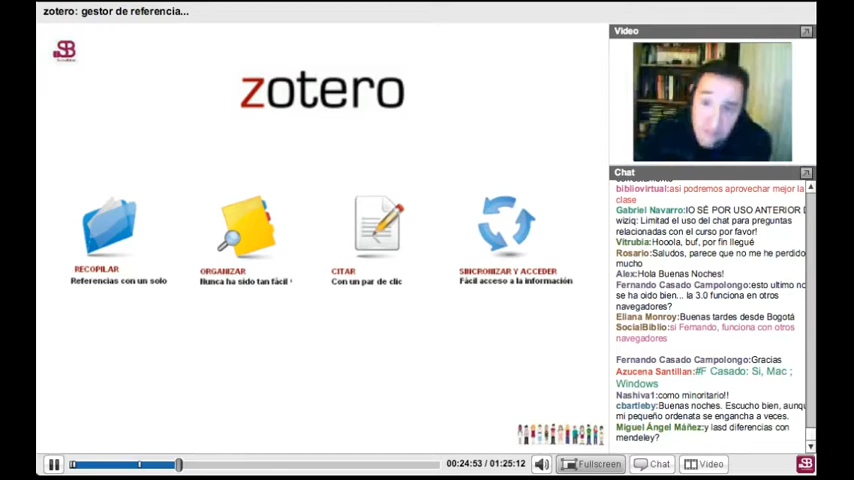 zotero: gestor de referencia...
SB
zotero
RECOPILAR
Referencias con un solo
ORGANIZAR
Nunca ha sido tan fácil
CITAR
Con un par de clic
SINCRONIZAR Y ACCEDER
Fácil acceso a la información
Video
Chat
bibliovirtual:asi podremos aprovechar mejor la
clase
Gabriel Navarro:IO SÉ POR USO ANTERIOR D
wiziq: Limitad el uso del chat para preguntas
relacionadas con el curso por favor!
Vitrubia:Hooola, buf, por fin llegué
Rosario:Saludos, parece que no me he perdido
mucho
Alex:Hola Buenas Noches!
Fernando Casado Campolongo:esto ultimo no
se ha oido bien... la 3.0 funciona en otros
navegadores?
Eliana Monroy:Buenas tardes desde Bogotá
SocialBiblio:si Fernando, funciona con otros
navegadores
Fernando Casado Campolongo:Gracias
Azucena Santillan:#F Casado: Si, Mac ;
Windows
Nashiva1:como minoritario!!
cbartleby:Buenas noches. Escucho bien, aunqu
mi pequeño ordenata se engancha a veces.
Miguel Ángel Máñez:y lasd diferencias con
mendeley?
00:24:53 / 01:25:12
Fullscreen
Chat
Video
SB